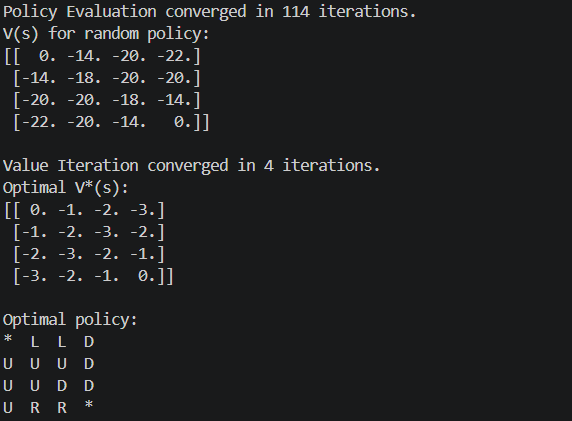 Policy Evaluation converged in 114 iterations.
V(s) for random policy:
[[  0. -14. -20. -22.]
 [-14. -18. -20. -20.]
 [-20. -20. -18. -14.]
 [-22. -20. -14.   0.]]
Value Iteration converged in 4 iterations.
Optimal V*(s):
[[ 0. -1. -2. -3.]
 [-1. -2. -3. -2.]
 [-2. -3. -2. -1.]
 [-3. -2. -1.  0.]]
Optimal policy:
*  L  L  D
U  U  U  D
U  U  D  D
U  R  R  *